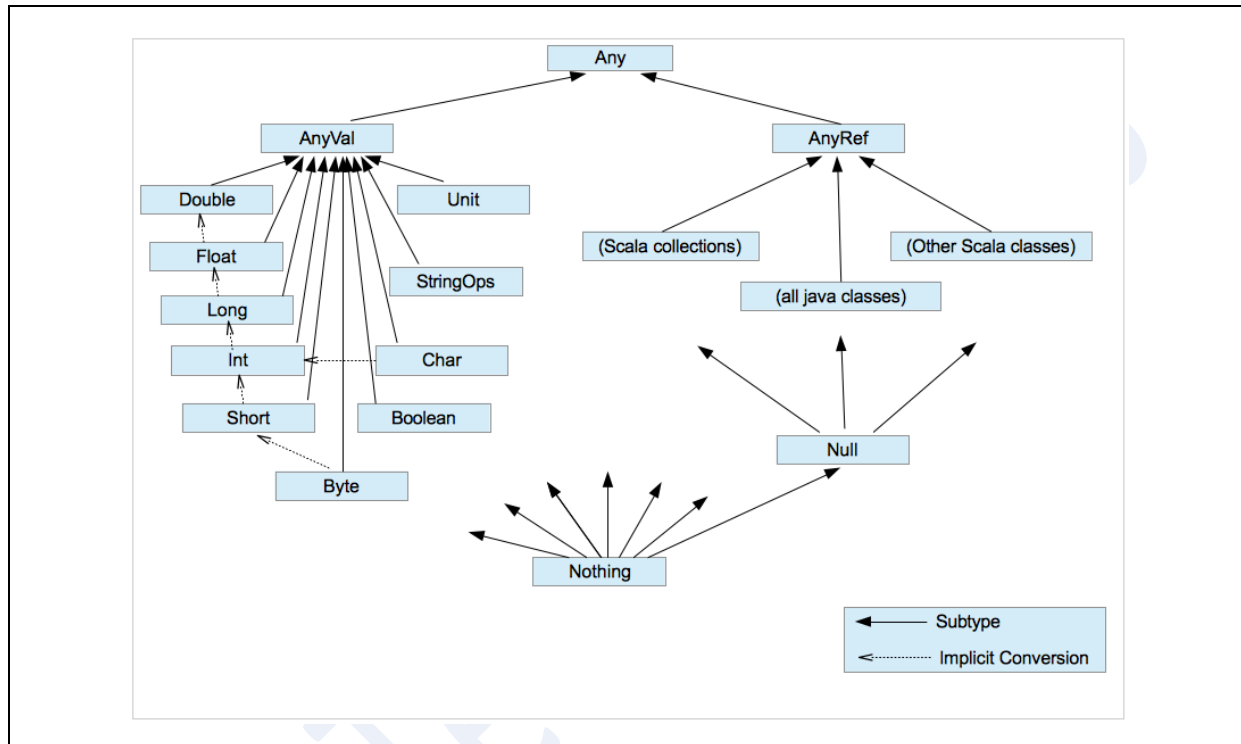 Any
AnyVal
AnyRef
Double
Unit
(Scala collections)
(Other Scala classes)
Float
StringOps
(all java classes)
Long
Int
Char
Short
Boolean
Null
Byte
Nothing
Subtype
Implicit Conversion